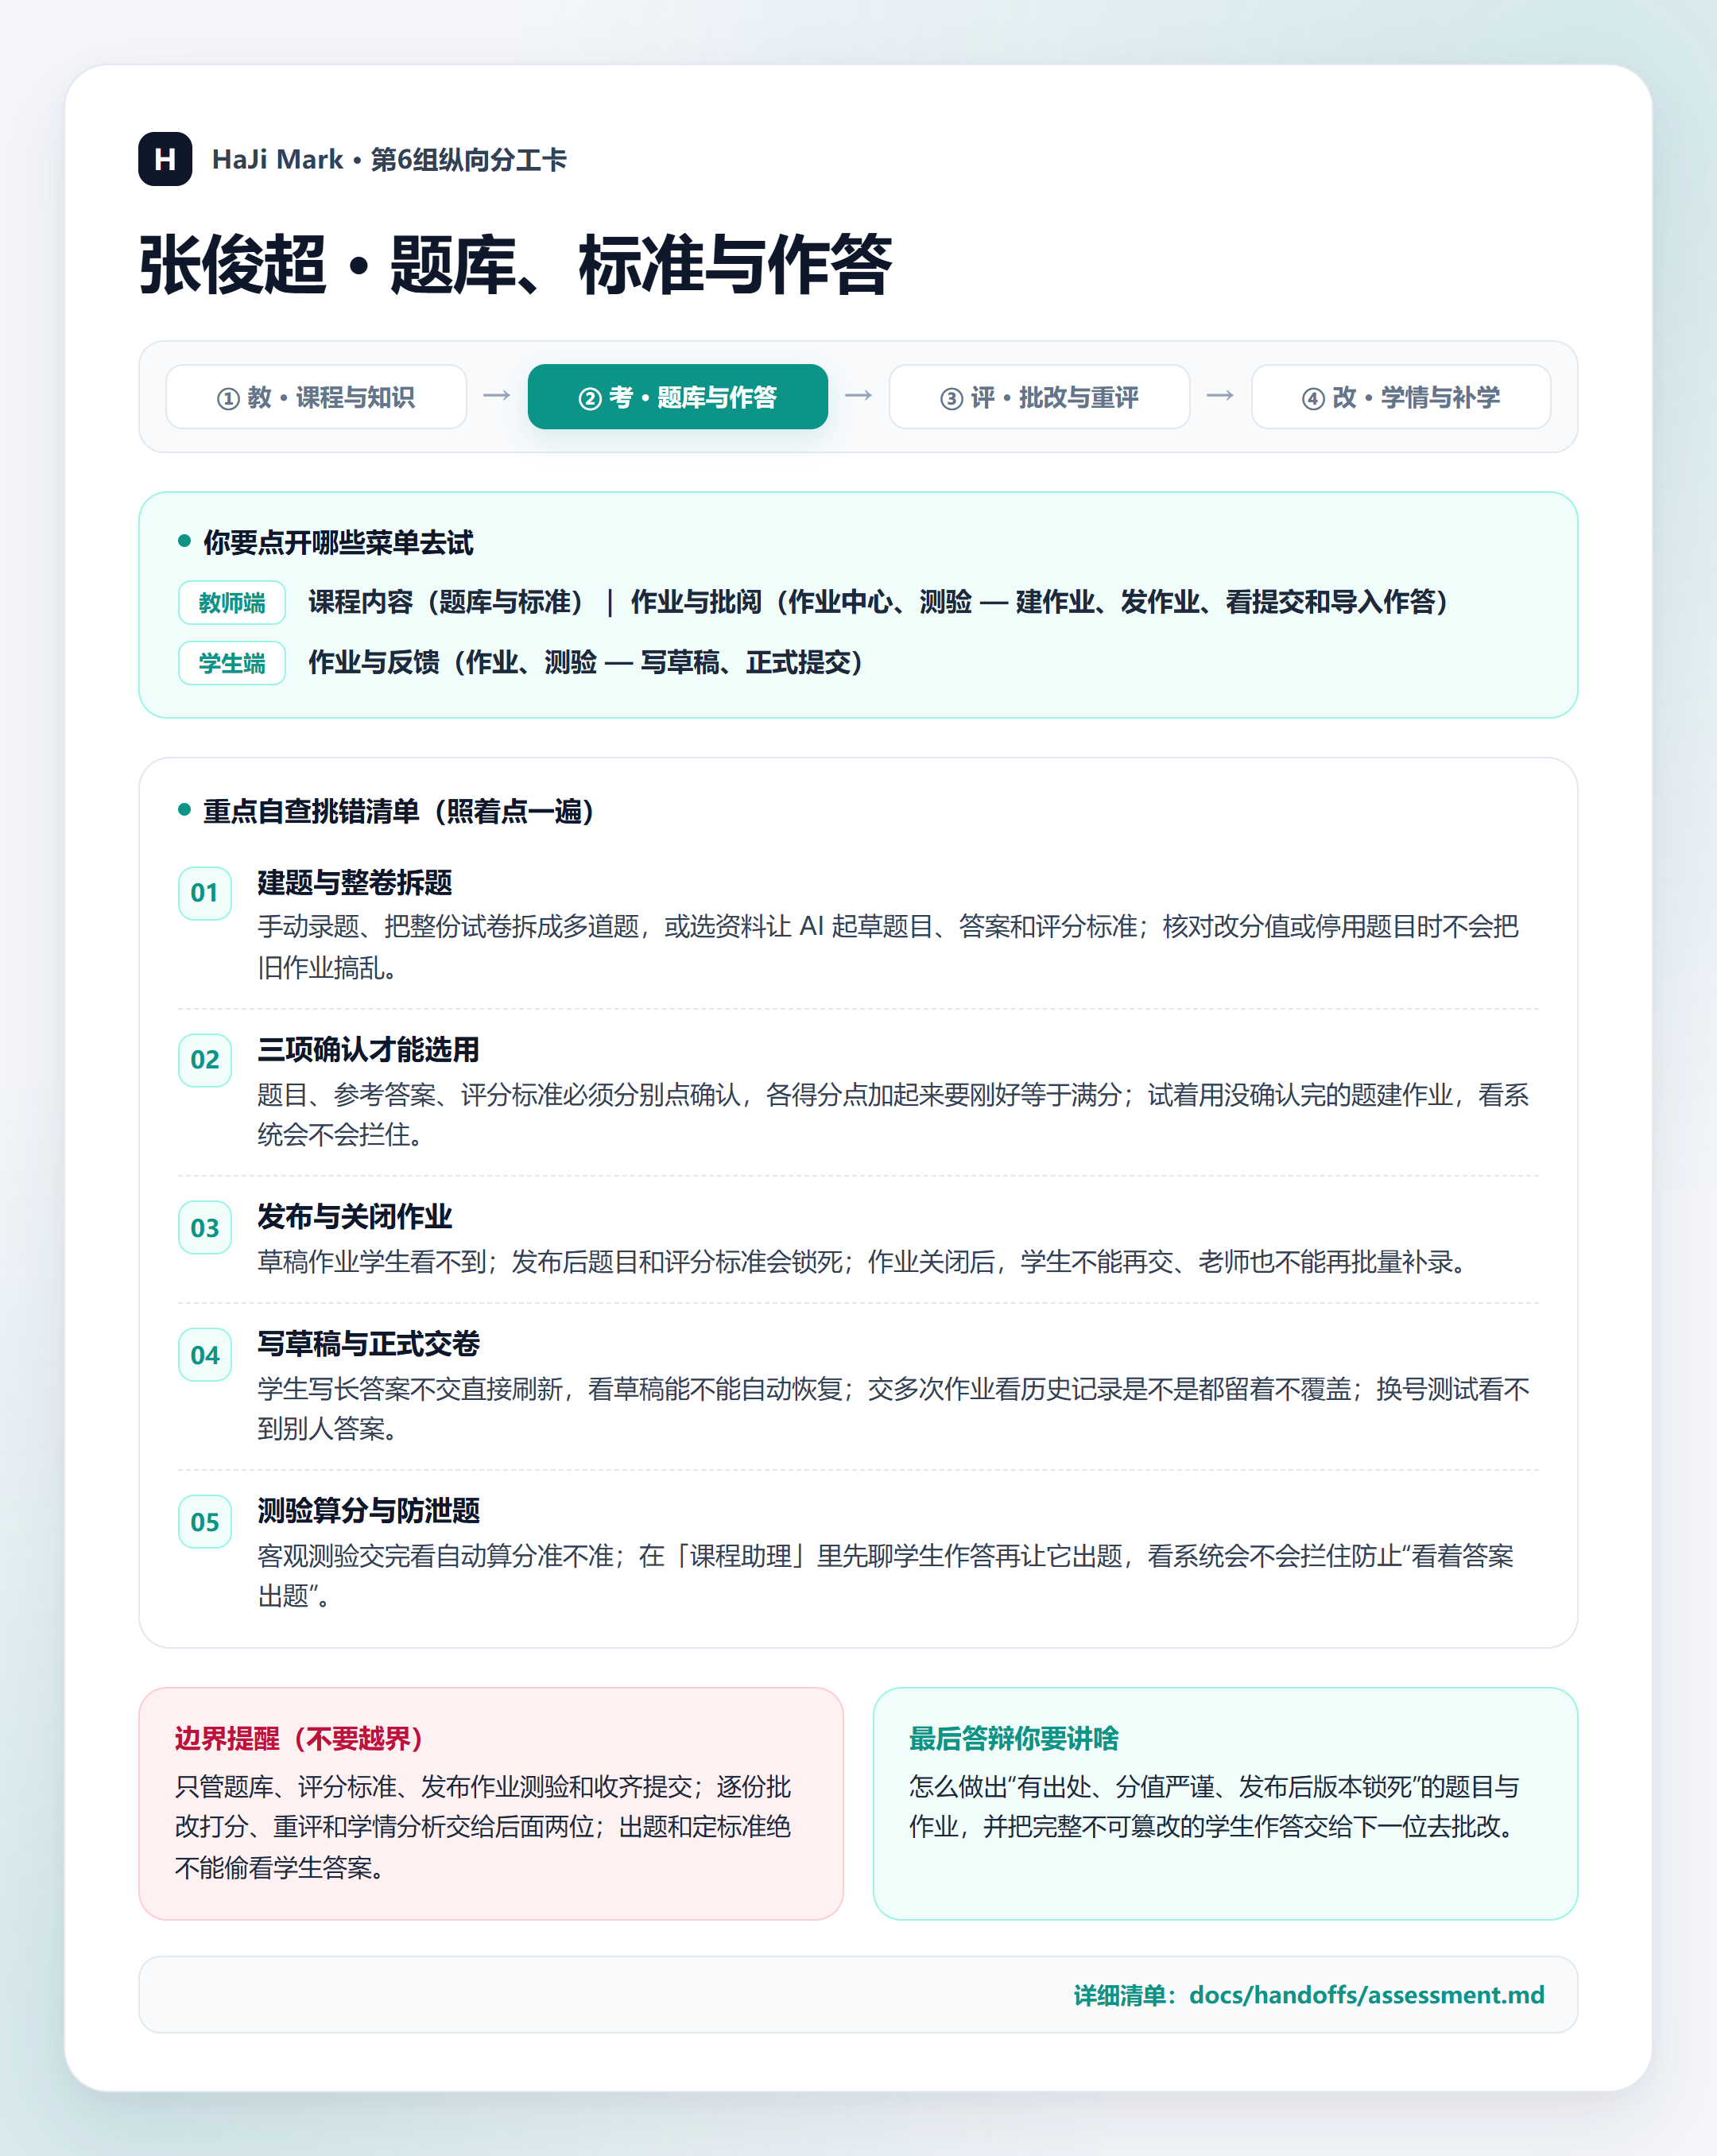 H HaJi Mark • 第6组纵向分工卡
张俊超 • 题库、标准与作答
① 教 • 课程与知识 → ② 考 • 题库与作答 → ③ 评 • 批改与重评 → ④ 改 • 学情与补学
• 你要点开哪些菜单去试
教师端 课程内容（题库与标准）｜ 作业与批阅（作业中心、测验 — 建作业、发作业、看提交和导入作答）
学生端 作业与反馈（作业、测验 — 写草稿、正式提交）
• 重点自查挑错清单（照着点一遍）
01 建题与整卷拆题
手动录题、把整份试卷拆成多道题，或选资料让 AI 起草题目、答案和评分标准；核对改分值或停用题目时不会把
旧作业搞乱。
02 三项确认才能选用
题目、参考答案、评分标准必须分别点确认，各得分点加起来要刚好等于满分；试着用没确认完的题建作业，看系
统会不会拦住。
03 发布与关闭作业
草稿作业学生看不到；发布后题目和评分标准会锁死；作业关闭后，学生不能再交、老师也不能再批量补录。
04 写草稿与正式交卷
学生写长答案不交直接刷新，看草稿能不能自动恢复；交多次作业看历史记录是不是都留着不覆盖；换号测试看不
到别人答案。
05 测验算分与防泄题
客观测验交完看自动算分准不准；在「课程助理」里先聊学生作答再让它出题，看系统会不会拦住防止“看着答案
出题”。
边界提醒（不要越界）
只管题库、评分标准、发布作业测验和收齐提交；逐份批
改打分、重评和学情分析交给后面两位；出题和定标准绝
不能偷看学生答案。
最后答辩你要讲啥
怎么做出“有出处、分值严谨、发布后版本锁死”的题目与
作业，并把完整不可篡改的学生作答交给下一位去批改。
详细清单：docs/handoffs/assessment.md